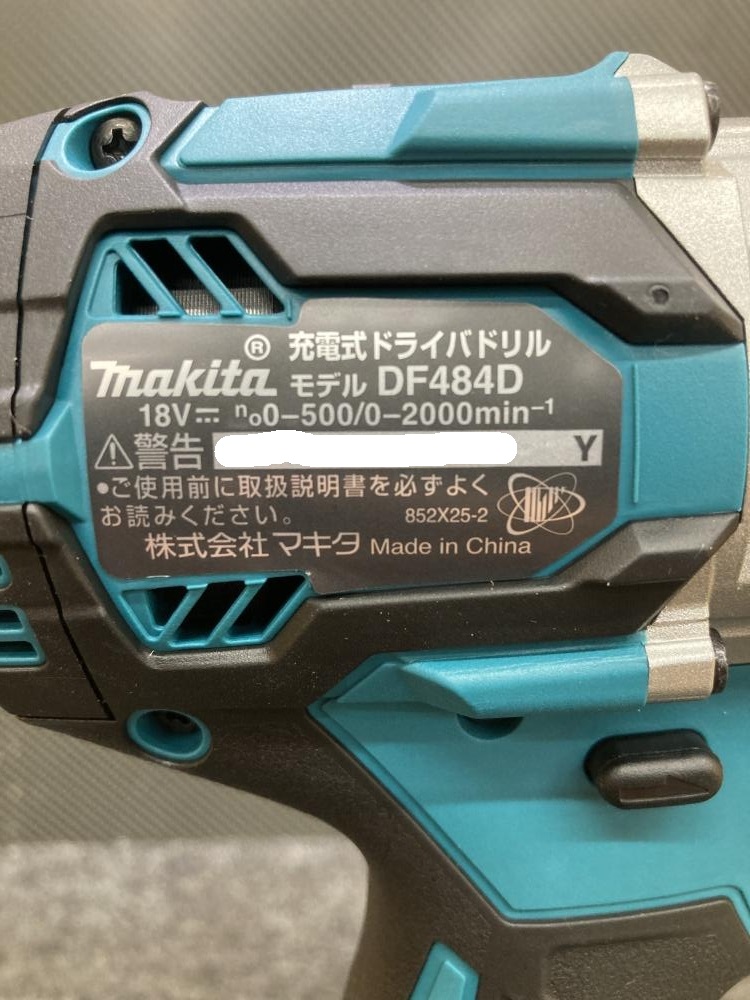 ® 充電式ドライバドリル
makita モデル DF484D
18V⎓ n₀0-500/0-2000min⁻¹
⚠警告 Y
●ご使用前に取扱説明書を必ずよく
お読みください。 852X25-2
株式会社マキタ Made in China